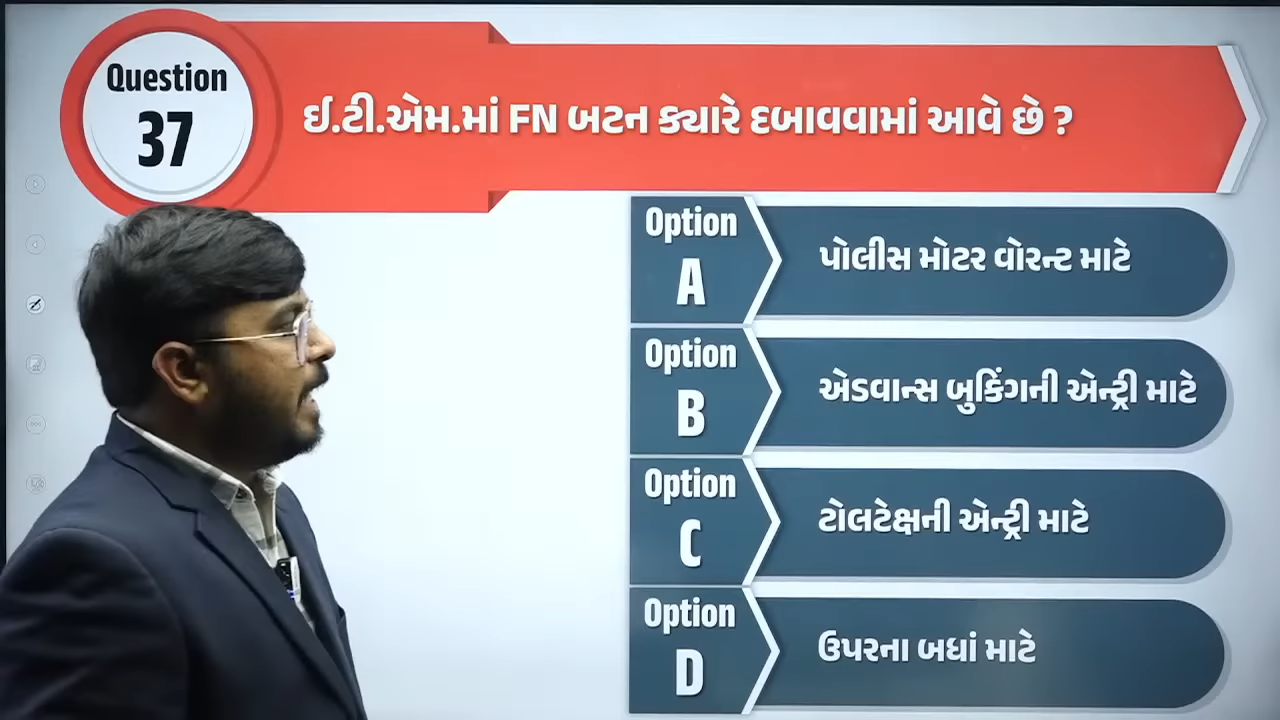 Question
37
ઈ.ટી.એમ.માં FN બટન ક્યારે દબાવવામાં આવે છે ?
Option
A
પોલીસ મોટર વોરન્ટ માટે
Option
B
એડવાન્સ બુકિંગની એન્ટ્રી માટે
Option
C
ટોલટેક્ષની એન્ટ્રી માટે
Option
D
ઉપરના બધાં માટે